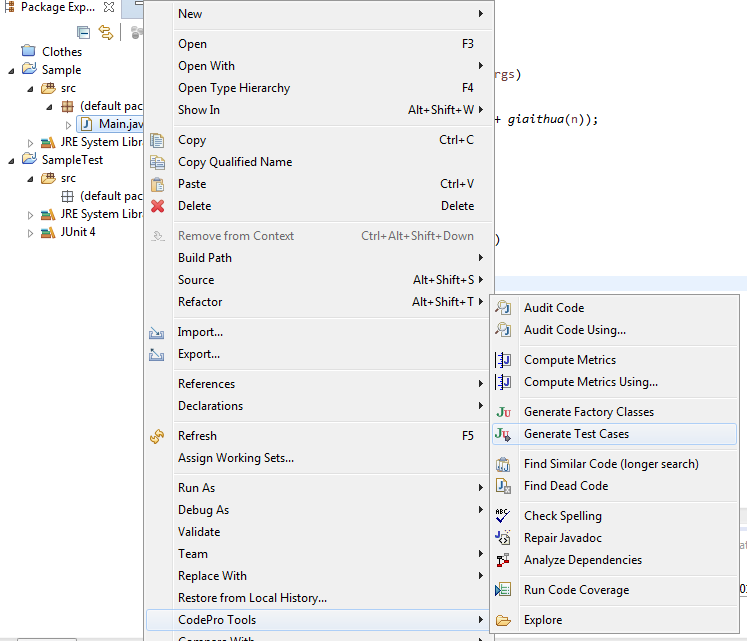 Package Exp...
Clothes
Sample
src
(default pac
Main.jav
JRE System Libr
SampleTest
src
(default pac
JRE System Libr
JUnit 4
New
Open F3
Open With
Open Type Hierarchy F4
Show In Alt+Shift+W
Copy Ctrl+C
Copy Qualified Name
Paste Ctrl+V
Delete Delete
Remove from Context Ctrl+Alt+Shift+Down
Build Path
Source Alt+Shift+S
Refactor Alt+Shift+T
Import...
Export...
References
Declarations
Refresh F5
Assign Working Sets...
Run As
Debug As
Validate
Team
Replace With
Restore from Local History...
CodePro Tools
Compare With
rgs)
+ giaithua(n));
)
Audit Code
Audit Code Using...
Compute Metrics
Compute Metrics Using...
Generate Factory Classes
Generate Test Cases
Find Similar Code (longer search)
Find Dead Code
Check Spelling
Repair Javadoc
Analyze Dependencies
Run Code Coverage
Explore